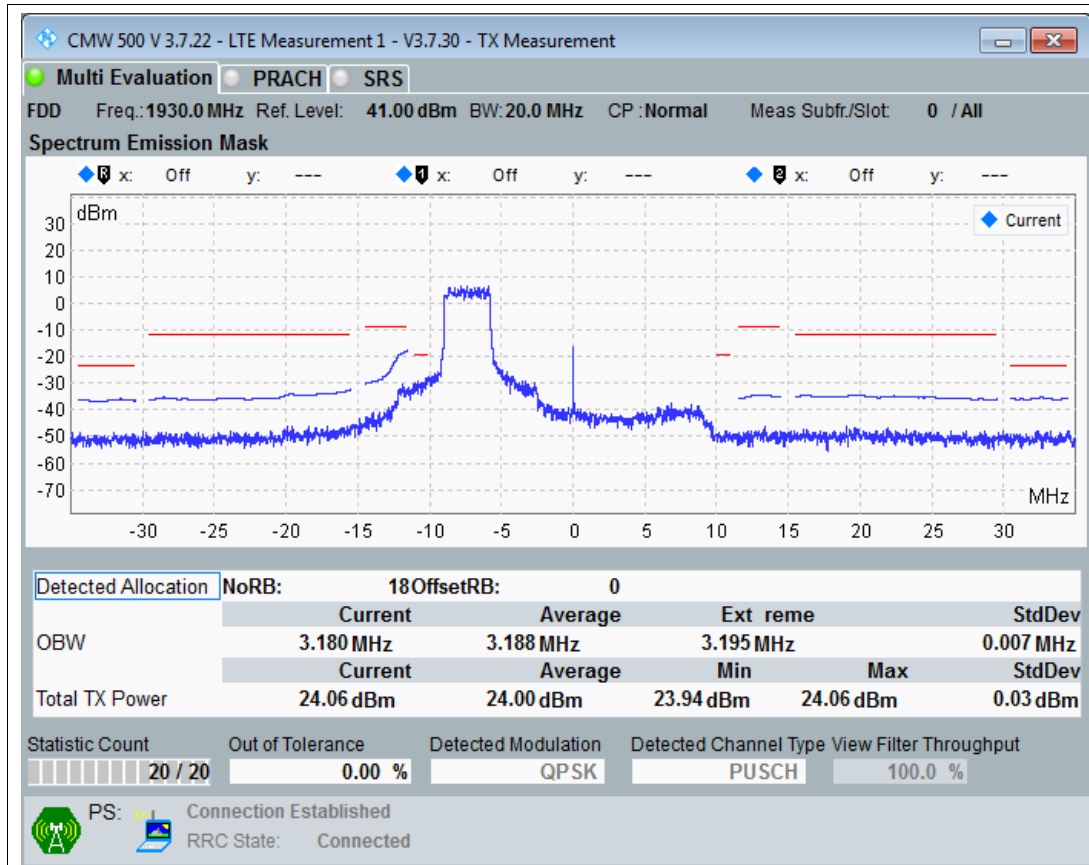 CMW 500 V 3.7.22 - LTE Measurement 1 - V3.7.30 - TX Measurement
Multi Evaluation PRACH SRS
FDD Freq.: 1930.0 MHz Ref. Level: 41.00 dBm BW: 20.0 MHz CP : Normal Meas Subfr./Slot: 0 / All
Spectrum Emission Mask
R x: Off y: --- 1 x: Off y: --- 2 x: Off y: ---
dBm
Current
30
20
10
0
-10
-20
-30
-40
-50
-60
-70
MHz
-30 -25 -20 -15 -10 -5 0 5 10 15 20 25 30
Detected Allocation NoRB: 18 OffsetRB: 0
Current Average Ext reme StdDev
OBW 3.180 MHz 3.188 MHz 3.195 MHz 0.007 MHz
Current Average Min Max StdDev
Total TX Power 24.06 dBm 24.00 dBm 23.94 dBm 24.06 dBm 0.03 dBm
Statistic Count Out of Tolerance Detected Modulation Detected Channel Type View Filter Throughput
20 / 20 0.00 % QPSK PUSCH 100.0 %
PS: Connection Established
RRC State: Connected